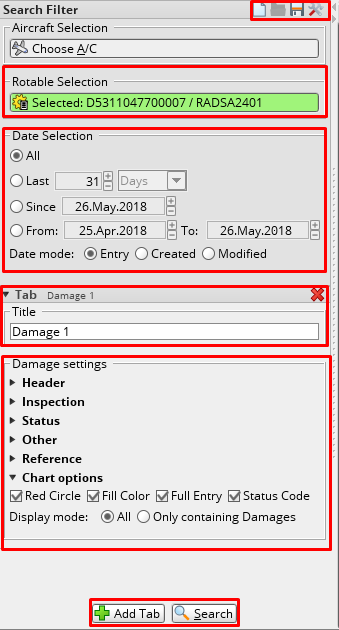 Search Filter
Aircraft Selection
Choose A/C
Rotable Selection
Selected: D5311047700007 / RADSA2401
Date Selection
All
Last 31 Days
Since 26.May.2018
From: 25.Apr.2018 To: 26.May.2018
Date mode: Entry Created Modified
Tab Damage 1
Title
Damage 1
Damage settings
Header
Inspection
Status
Other
Reference
Chart options
Red Circle Fill Color Full Entry Status Code
Display mode: All Only containing Damages
Add Tab Search